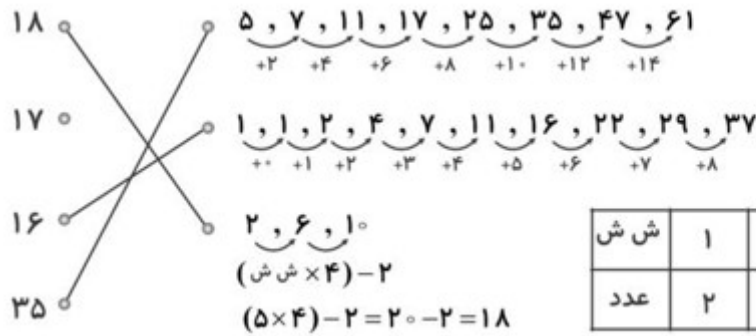 ۱۸
۵ , ۷ , ۱۱ , ۱۷ , ۲۵ , ۳۵ , ۴۷ , ۶۱
+۲ +۴ +۶ +۸ +۱۰ +۱۲ +۱۴
۱۷
۱ , ۱ , ۲ , ۴ , ۷ , ۱۱ , ۱۶ , ۲۲ , ۲۹ , ۳۷
+۰ +۱ +۲ +۳ +۴ +۵ +۶ +۷ +۸
۱۶
۲ , ۶ , ۱۰
(ش ش × ۴) − ۲
۳۵
(۵×۴) − ۲ = ۲۰ − ۲ = ۱۸
ش ش ۱
عدد ۲